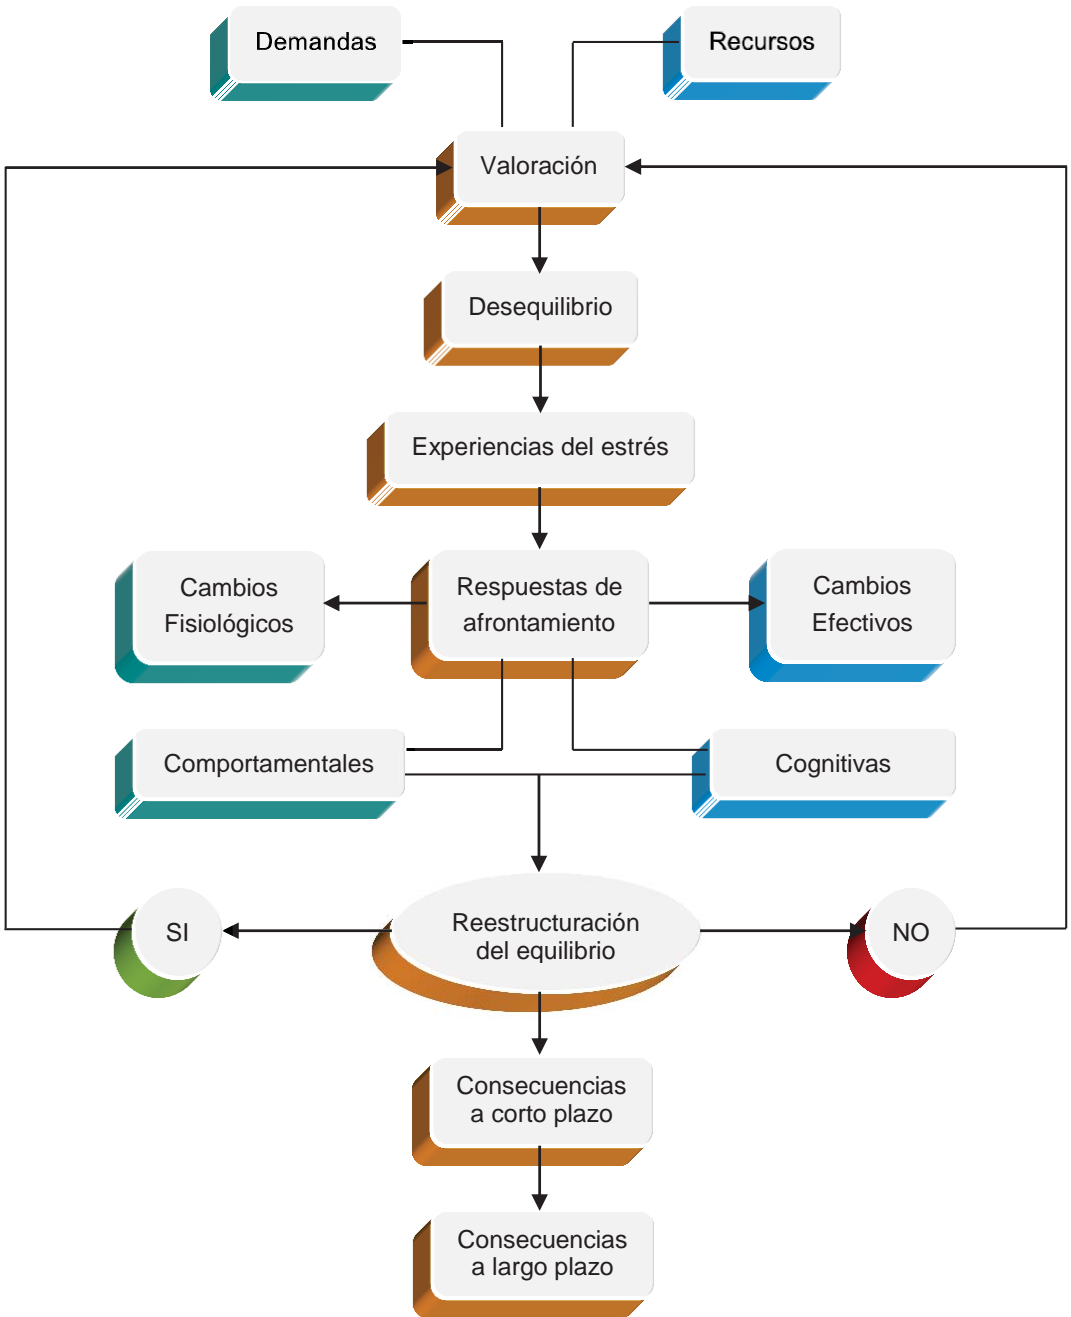 Demandas
Recursos
Valoración
Desequilibrio
Experiencias del estrés
Cambios
Fisiológicos
Respuestas de
afrontamiento
Cambios
Efectivos
Comportamentales
Cognitivas
SI
Reestructuración
del equilibrio
NO
Consecuencias
a corto plazo
Consecuencias
a largo plazo